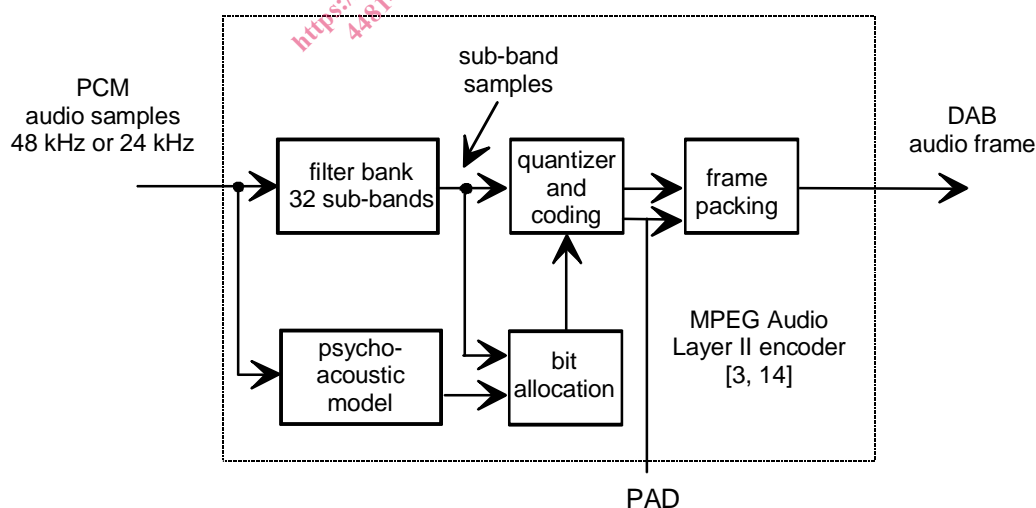 sub-band
samples
PCM
audio samples
48 kHz or 24 kHz
DAB
audio frame
filter bank
32 sub-bands
quantizer
and
coding
frame
packing
psycho-
acoustic
model
bit
allocation
MPEG Audio
Layer II encoder
[3, 14]
PAD